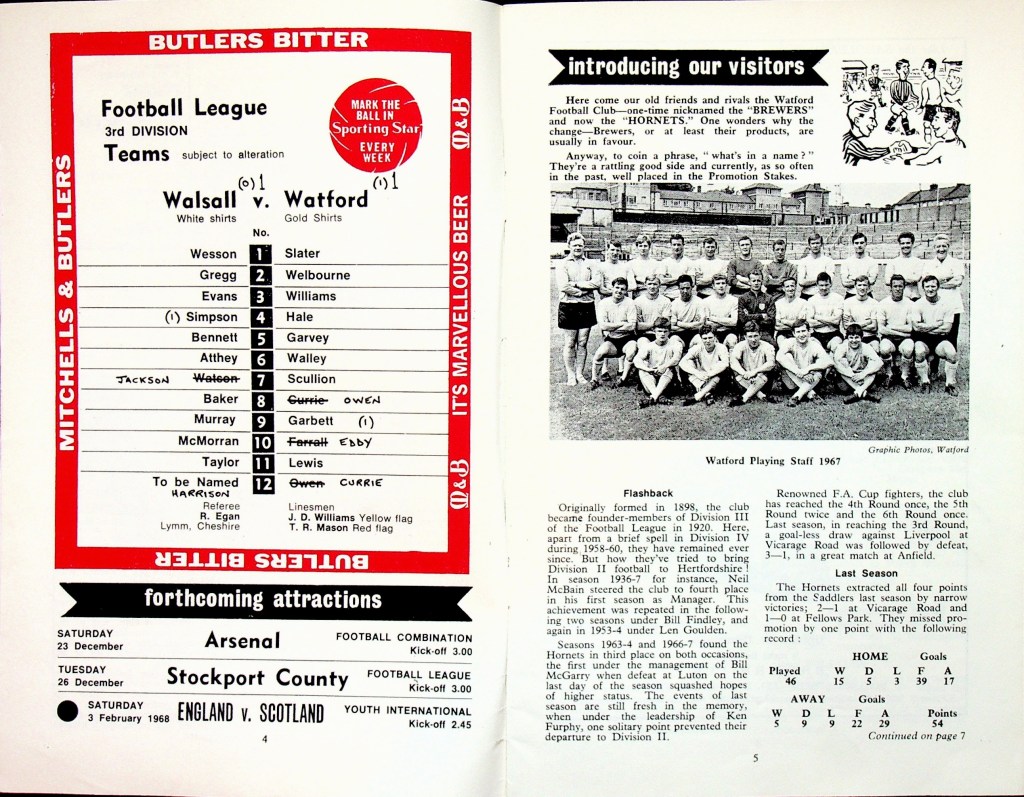 BUTLERS BITTER
MITCHELLS & BUTLERS
IT'S MARVELLOUS BEER
M&B
M&B
BUTLERS BITTER
Football League
3rd DIVISION
Teams subject to alteration
MARK THE
BALL IN
Sporting Star
EVERY
WEEK
(0) 1 (1) 1
Walsall v. Watford
White shirts Gold Shirts
No.
Wesson 1 Slater
Gregg 2 Welbourne
Evans 3 Williams
(1) Simpson 4 Hale
Bennett 5 Garvey
Atthey 6 Walley
JACKSON Watson 7 Scullion
Baker 8 Currie OWEN
Murray 9 Garbett (1)
McMorran 10 Farrall EDDY
Taylor 11 Lewis
To be Named 12 Owen CURRIE
HARRISON
Referee Linesmen
R. Egan J. D. Williams Yellow flag
Lymm, Cheshire T. R. Mason Red flag
forthcoming attractions
SATURDAY
23 December Arsenal FOOTBALL COMBINATION
Kick-off 3.00
TUESDAY
26 December Stockport County FOOTBALL LEAGUE
Kick-off 3.00
SATURDAY
3 February 1968 ENGLAND v. SCOTLAND YOUTH INTERNATIONAL
Kick-off 2.45
4
introducing our visitors
Here come our old friends and rivals the Watford
Football Club—one-time nicknamed the "BREWERS"
and now the "HORNETS." One wonders why the
change—Brewers, or at least their products, are
usually in favour.
Anyway, to coin a phrase, "what's in a name?"
They're a rattling good side and currently, as so often
in the past, well placed in the Promotion Stakes.
Graphic Photos, Watford
Watford Playing Staff 1967
Flashback
Originally formed in 1898, the club
became founder-members of Division III
of the Football League in 1920. Here,
apart from a brief spell in Division IV
during 1958-60, they have remained ever
since. But how they've tried to bring
Division II football to Hertfordshire!
In season 1936-7 for instance, Neil
McBain steered the club to fourth place
in his first season as Manager. This
achievement was repeated in the follow-
ing two seasons under Bill Findley, and
again in 1953-4 under Len Goulden.
Seasons 1963-4 and 1966-7 found the
Hornets in third place on both occasions,
the first under the management of Bill
McGarry when defeat at Luton on the
last day of the season squashed hopes
of higher status. The events of last
season are still fresh in the memory,
when under the leadership of Ken
Furphy, one solitary point prevented their
departure to Division II.
Renowned F.A. Cup fighters, the club
has reached the 4th Round once, the 5th
Round twice and the 6th Round once.
Last season, in reaching the 3rd Round,
a goal-less draw against Liverpool at
Vicarage Road was followed by defeat,
3—1, in a great match at Anfield.
Last Season
The Hornets extracted all four points
from the Saddlers last season by narrow
victories; 2—1 at Vicarage Road and
1—0 at Fellows Park. They missed pro-
motion by one point with the following
record:
HOME Goals
Played W D L F A
46 15 5 3 39 17
AWAY Goals
W D L F A Points
5 9 9 22 29 54
Continued on page 7
5